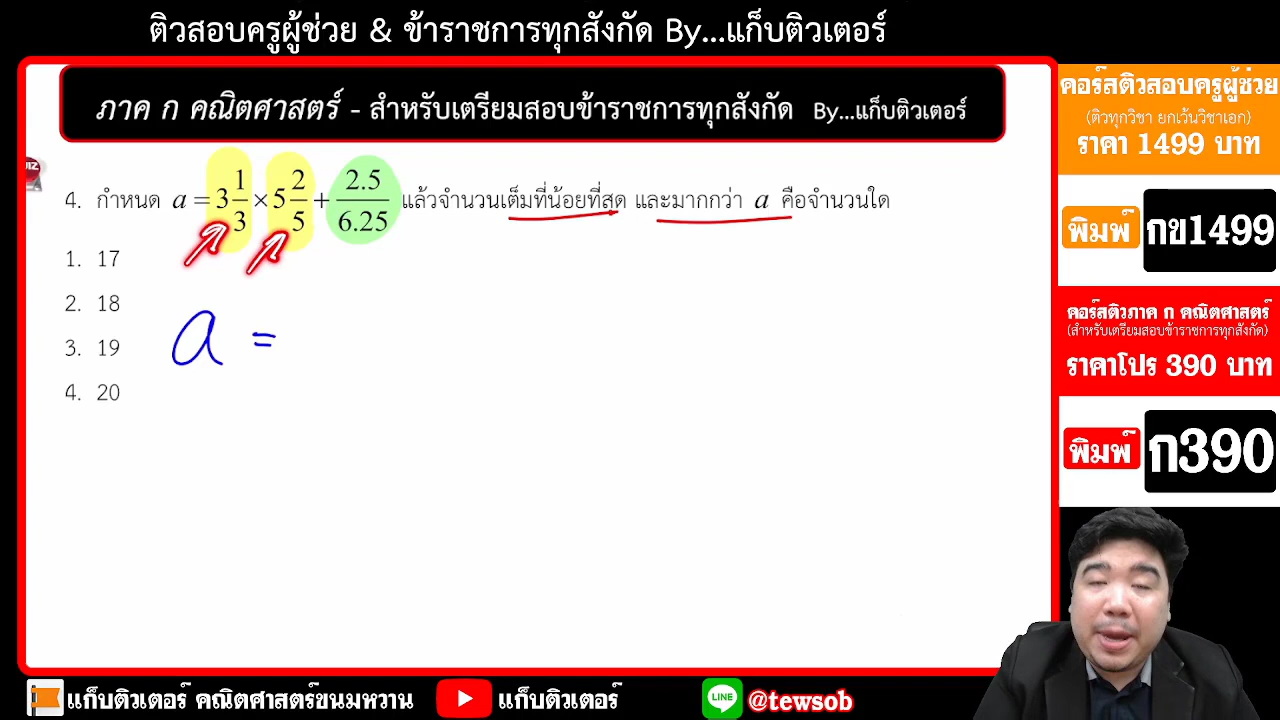 ติวสอบครูผู้ช่วย & ข้าราชการทุกสังกัด By...แก็บติวเตอร์
ภาค ก คณิตศาสตร์ - สำหรับเตรียมสอบข้าราชการทุกสังกัด By...แก็บติวเตอร์
4. กำหนด a = 3 1/3 × 5 2/5 + 2.5/6.25 แล้วจำนวนเต็มที่น้อยที่สุด และมากกว่า a คือจำนวนใด
1. 17
2. 18
3. 19
4. 20
a =
คอร์สติวสอบครูผู้ช่วย
(ติวทุกวิชา ยกเว้นวิชาเอก)
ราคา 1499 บาท
พิมพ์ กข1499
คอร์สติวภาค ก คณิตศาสตร์
(สำหรับเตรียมสอบข้าราชการทุกสังกัด)
ราคาโปร 390 บาท
พิมพ์ ก390
แก็บติวเตอร์ คณิตศาสตร์ขนมหวาน แก็บติวเตอร์ LINE @tewsob